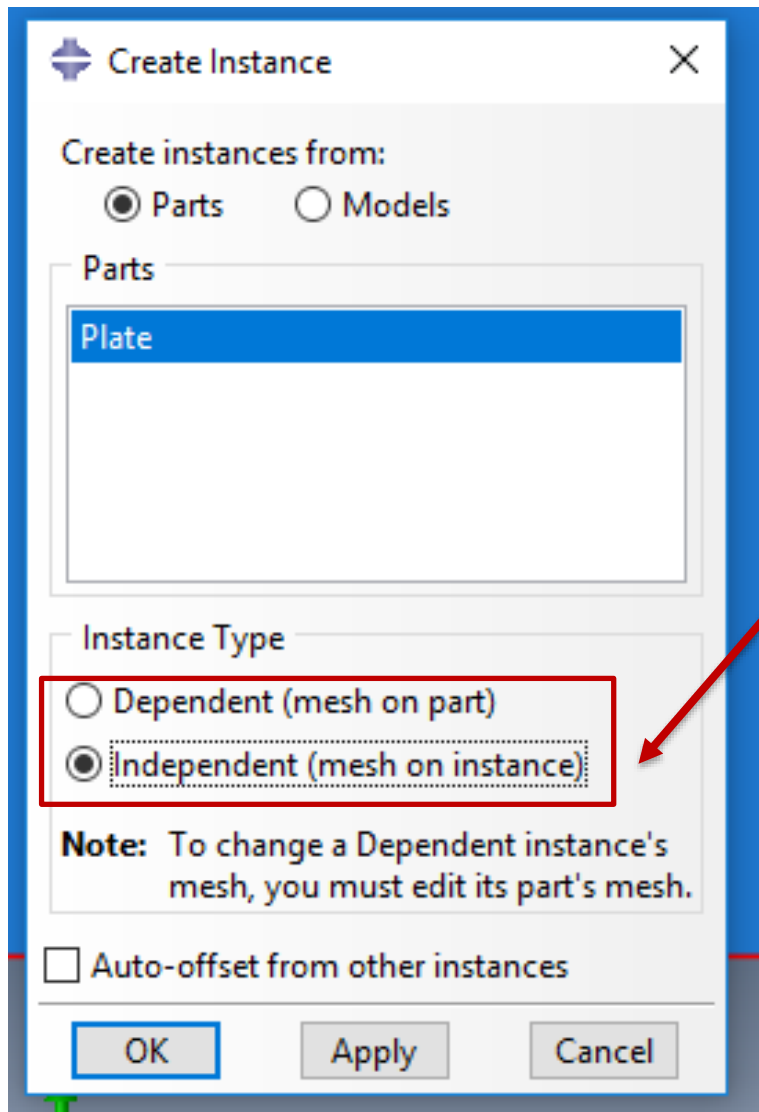 Create Instance
Create instances from:
Parts Models
Parts
Plate
Instance Type
Dependent (mesh on part)
Independent (mesh on instance)
Note: To change a Dependent instance's
mesh, you must edit its part's mesh.
Auto-offset from other instances
OK Apply Cancel